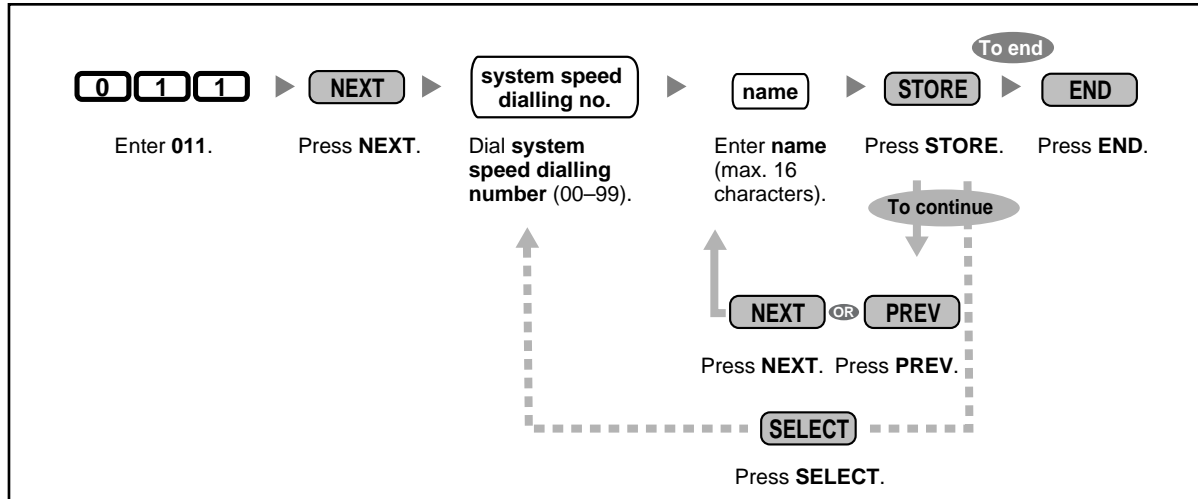 To end
0 1 1 NEXT system speed dialling no. name STORE END
Enter 011. Press NEXT. Dial system speed dialling number (00–99). Enter name (max. 16 characters). Press STORE. Press END.
To continue
NEXT OR PREV
Press NEXT. Press PREV.
SELECT
Press SELECT.